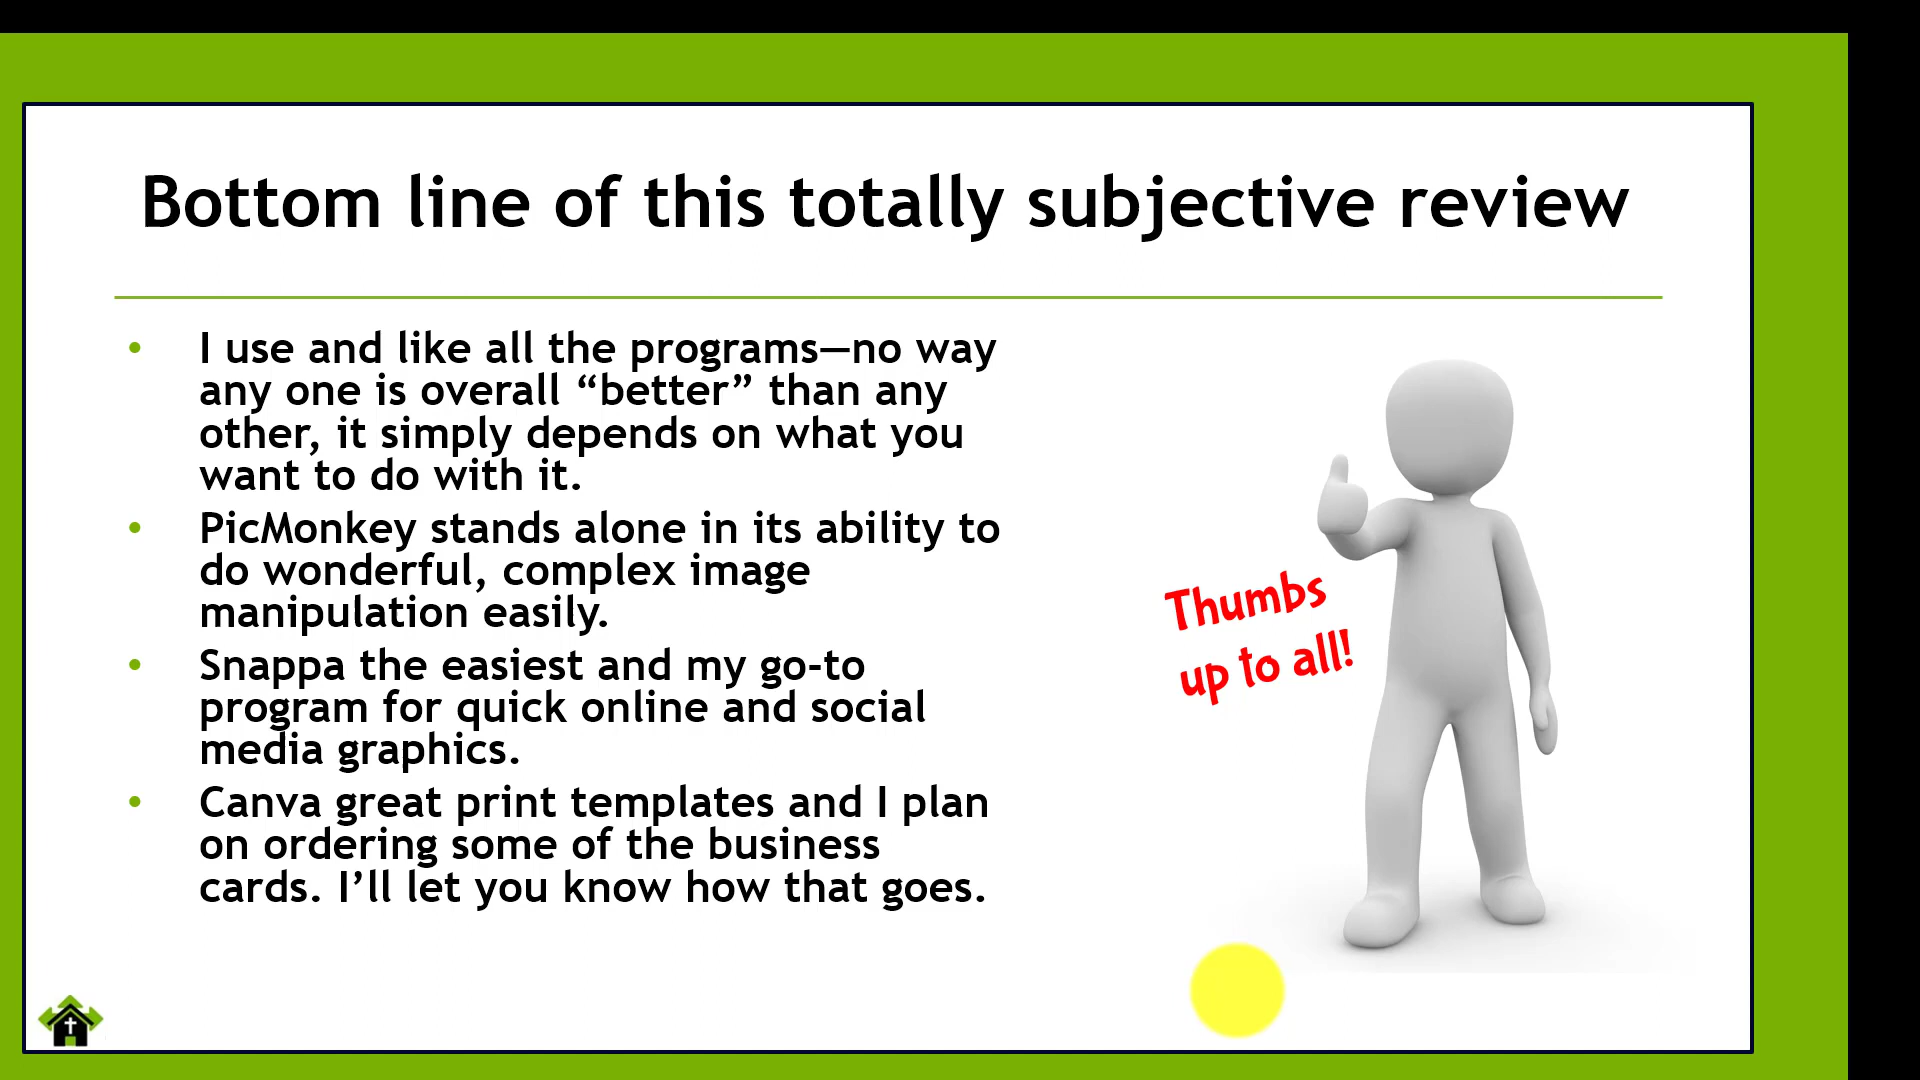 Bottom line of this totally subjective review
• I use and like all the programs—no way
any one is overall “better” than any
other, it simply depends on what you
want to do with it.
• PicMonkey stands alone in its ability to
do wonderful, complex image
manipulation easily.
• Snappa the easiest and my go-to
program for quick online and social
media graphics.
• Canva great print templates and I plan
on ordering some of the business
cards. I’ll let you know how that goes.
Thumbs
up to all!